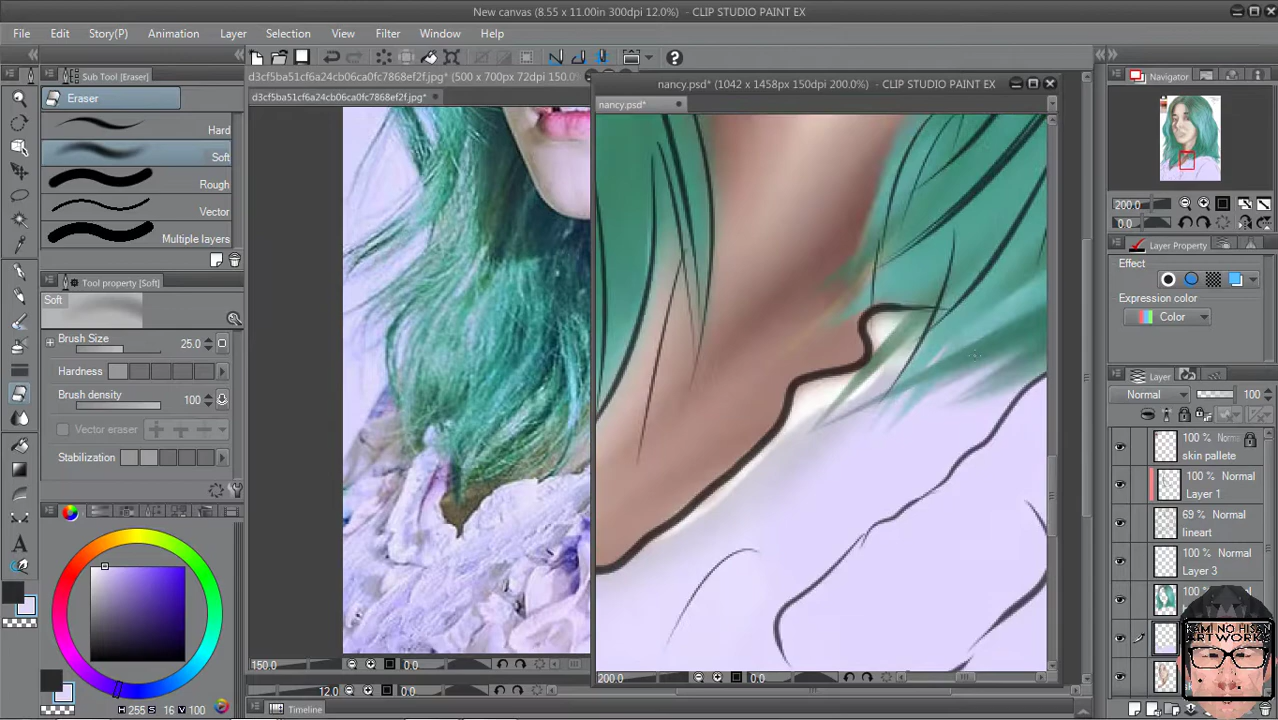 New canvas (8.55 x 11.00in 300dpi 12.0%) - CLIP STUDIO PAINT EX
File Edit Story(P) Animation Layer Selection View Filter Window Help
Sub Tool [Eraser]
d3cf5ba51cf6a24cb06ca0fc7868ef2f.jpg* (500 x 700px 72dpi 150.0%
nancy.psd* (1042 x 1458px 150dpi 200.0%) - CLIP STUDIO PAINT EX
Navigator
Eraser
d3cf5ba51cf6a24cb06ca0fc7868ef2f.jpg*
nancy.psd*
Hard
Soft
Rough
Vector
Multiple layers
200.0
0.0
Layer Property
Effect
Expression color
Color
Tool property [Soft]
Soft
Brush Size 25.0
Hardness
Brush density 100
Vector eraser
Stabilization
Layer
Normal 100
100 % Norma
skin pallete
100 % Normal
Layer 1
69 % Normal
lineart
100 % Normal
Layer 3
100 %
I AM NO HISS
ART WORK
150.0 0.0
200.0 0.0
12.0 0.0
Timeline
H 255 S 16 V 100